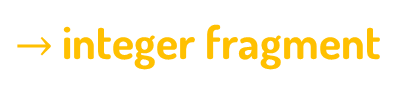 → integer fragment